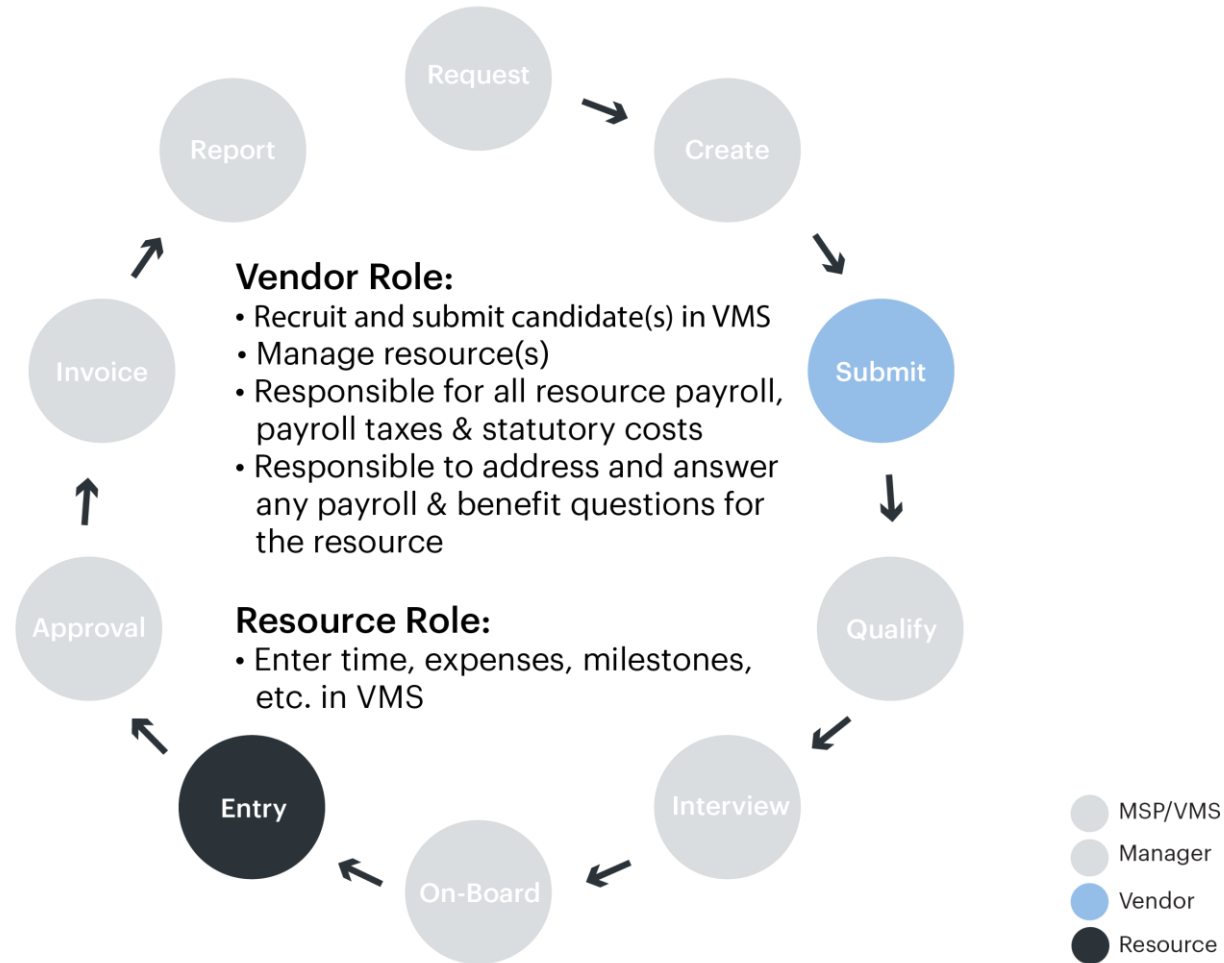 Request
Report
Create
Vendor Role:
• Recruit and submit candidate(s) in VMS
• Manage resource(s)
• Responsible for all resource payroll,
payroll taxes & statutory costs
• Responsible to address and answer
any payroll & benefit questions for
the resource
Invoice
Submit
Approval
Qualify
Resource Role:
• Enter time, expenses, milestones,
etc. in VMS
Entry
Interview
On-Board
MSP/VMS
Manager
Vendor
Resource